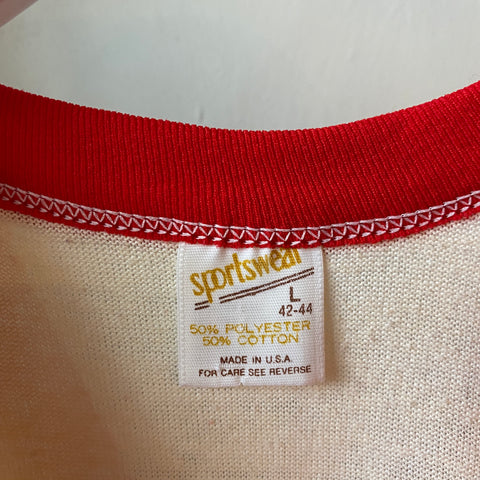 sportswear
L
42-44
50% POLYESTER
50% COTTON
MADE IN U.S.A.
FOR CARE SEE REVERSE